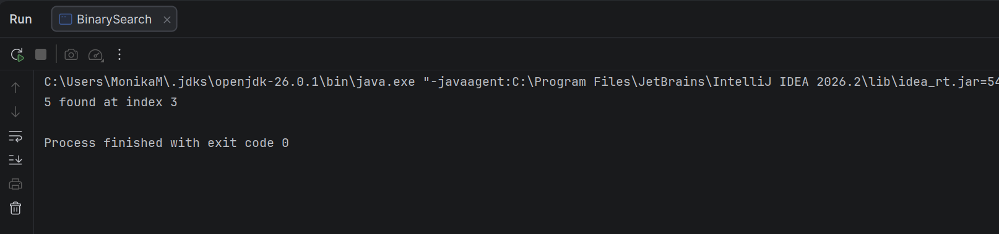 Run BinarySearch
C:\Users\MonikaM\.jdks\openjdk-26.0.1\bin\java.exe "-javaagent:C:\Program Files\JetBrains\IntelliJ IDEA 2026.2\lib\idea_rt.jar=54
5 found at index 3
Process finished with exit code 0